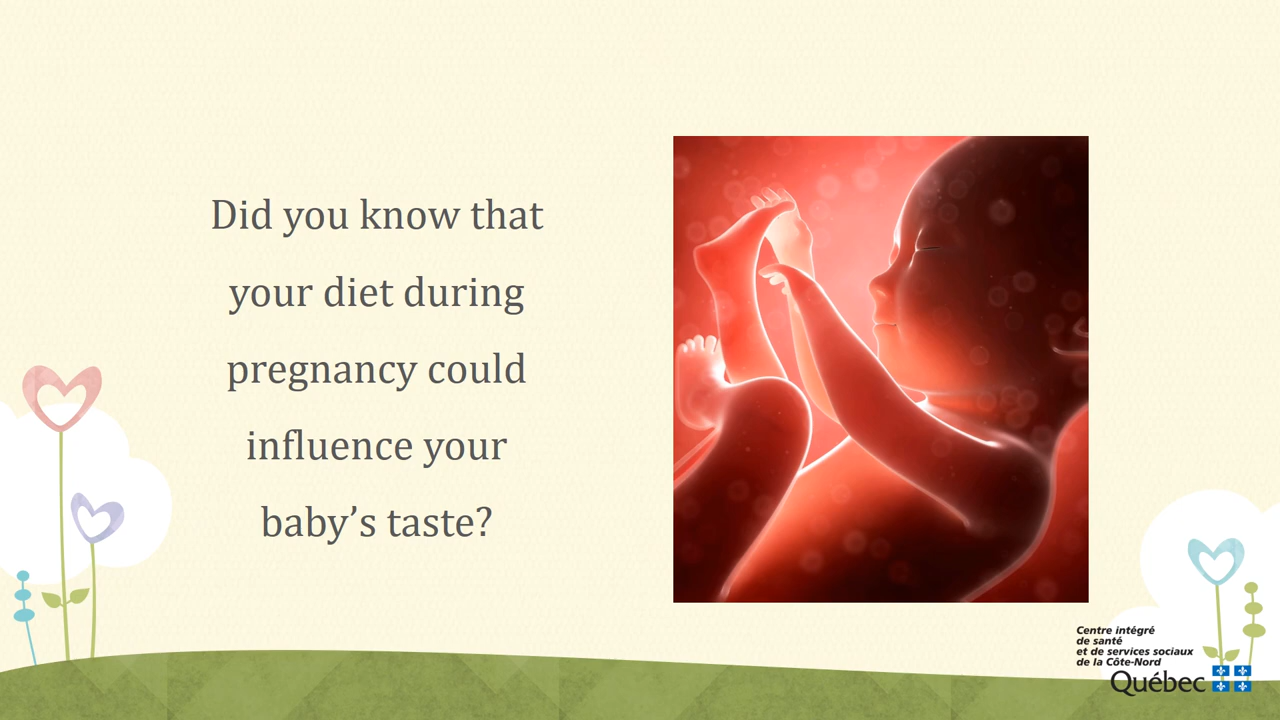 Did you know that
your diet during
pregnancy could
influence your
baby’s taste?
Centre intégré
de santé
et de services sociaux
de la Côte-Nord
Québec